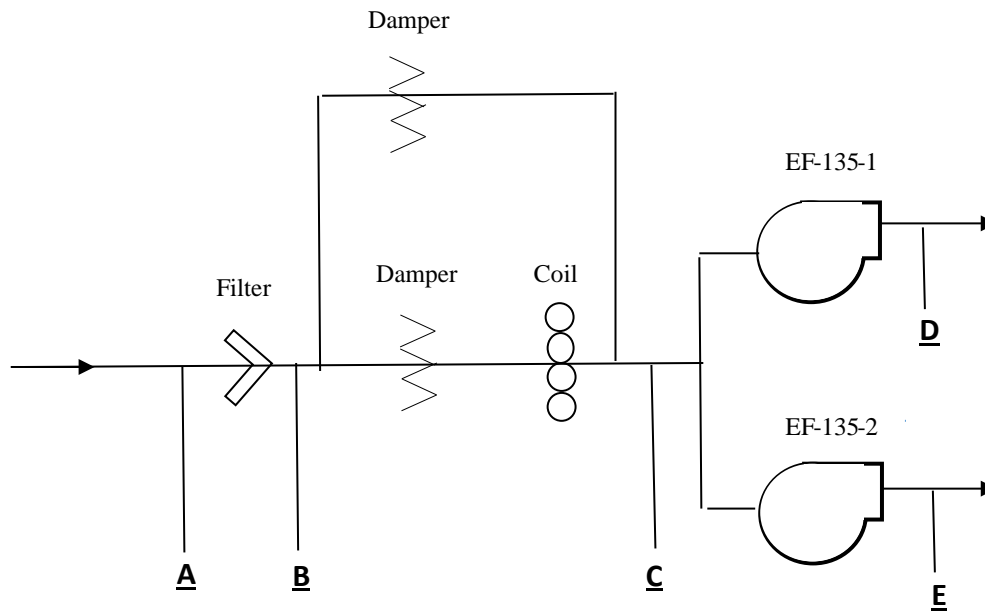 Damper
EF-135-1
Filter
Damper
Coil
D
EF-135-2
A
B
C
E